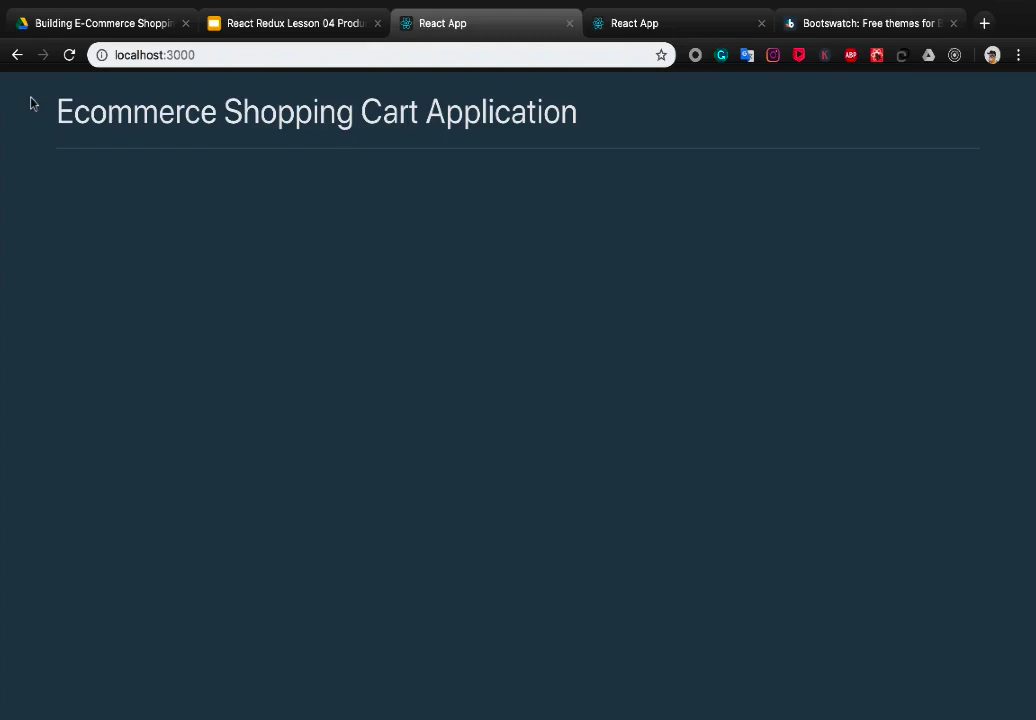 Building E-Commerce Shoppin
React Redux Lesson 04 Produ
React App
React App
Bootswatch: Free themes for B
localhost:3000
ABP
Ecommerce Shopping Cart Application